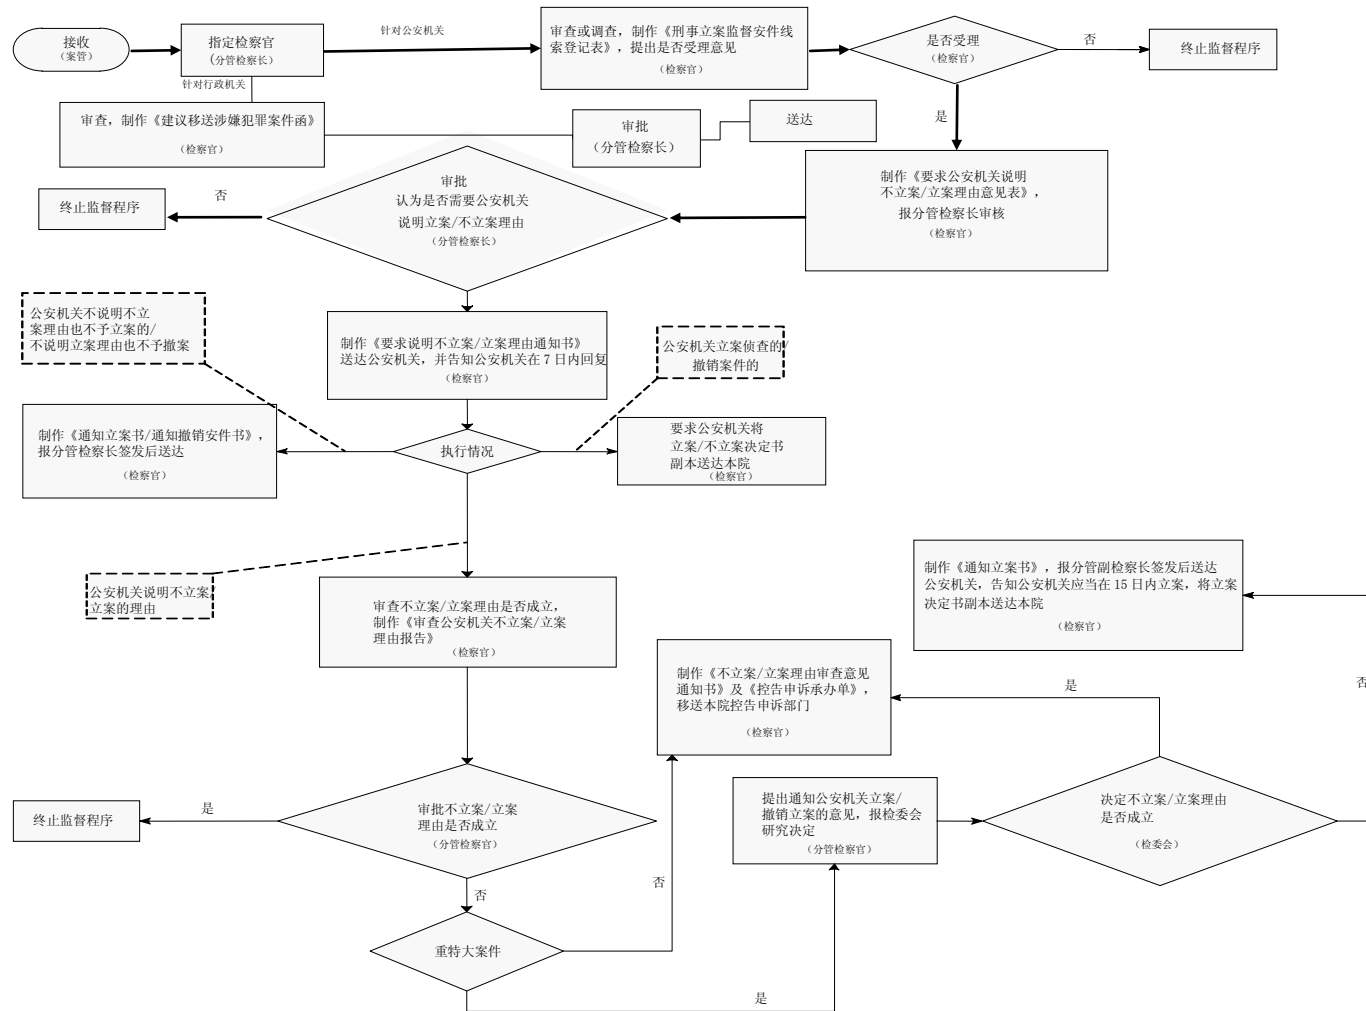 接收
（案管）
指定检察官
(分管检察长）
针对公安机关
审查或调查，制作《刑事立案监督安件线
索登记表》，提出是否受理意见
（检察官）
是否受理
（检察官）
否
终止监督程序
针对行政机关
审查，制作《建议移送涉嫌犯罪案件函》
（检察官）
审批
（分管检察长）
送达
是
制作《要求公安机关说明
不立案/立案理由意见表》，
报分管检察长审核
（检察官）
审批
认为是否需要公安机关
说明立案/不立案理由
（分管检察长）
否
终止监督程序
公安机关不说明不立
案理由也不予立案的/
不说明立案理由也不予撤案
制作《要求说明不立案/立案理由通知书》
送达公安机关，并告知公安机关在 7 日内回复
（检察官）
公安机关立案侦查的/
撤销案件的
制作《通知立案书/通知撤销安件书》，
报分管检察长签发后送达
（检察官）
执行情况
要求公安机关将
立案/不立案决定书
副本送达本院
（检察官）
公安机关说明不立案/
立案的理由
审查不立案/立案理由是否成立，
制作《审查公安机关不立案/立案
理由报告》
（检察官）
制作《通知立案书》，报分管副检察长签发后送达
公安机关，告知公安机关应当在 15 日内立案，将立案
决定书副本送达本院
（检察官）
制作《不立案/立案理由审查意见
通知书》及《控告申诉承办单》，
移送本院控告申诉部门
（检察官）
是
否
审批不立案/立案
理由是否成立
（分管检察官）
是
终止监督程序
提出通知公安机关立案/
撤销立案的意见，报检委会
研究决定
（分管检察官）
决定不立案/立案理由
是否成立
（检委会）
否
否
重特大案件
是